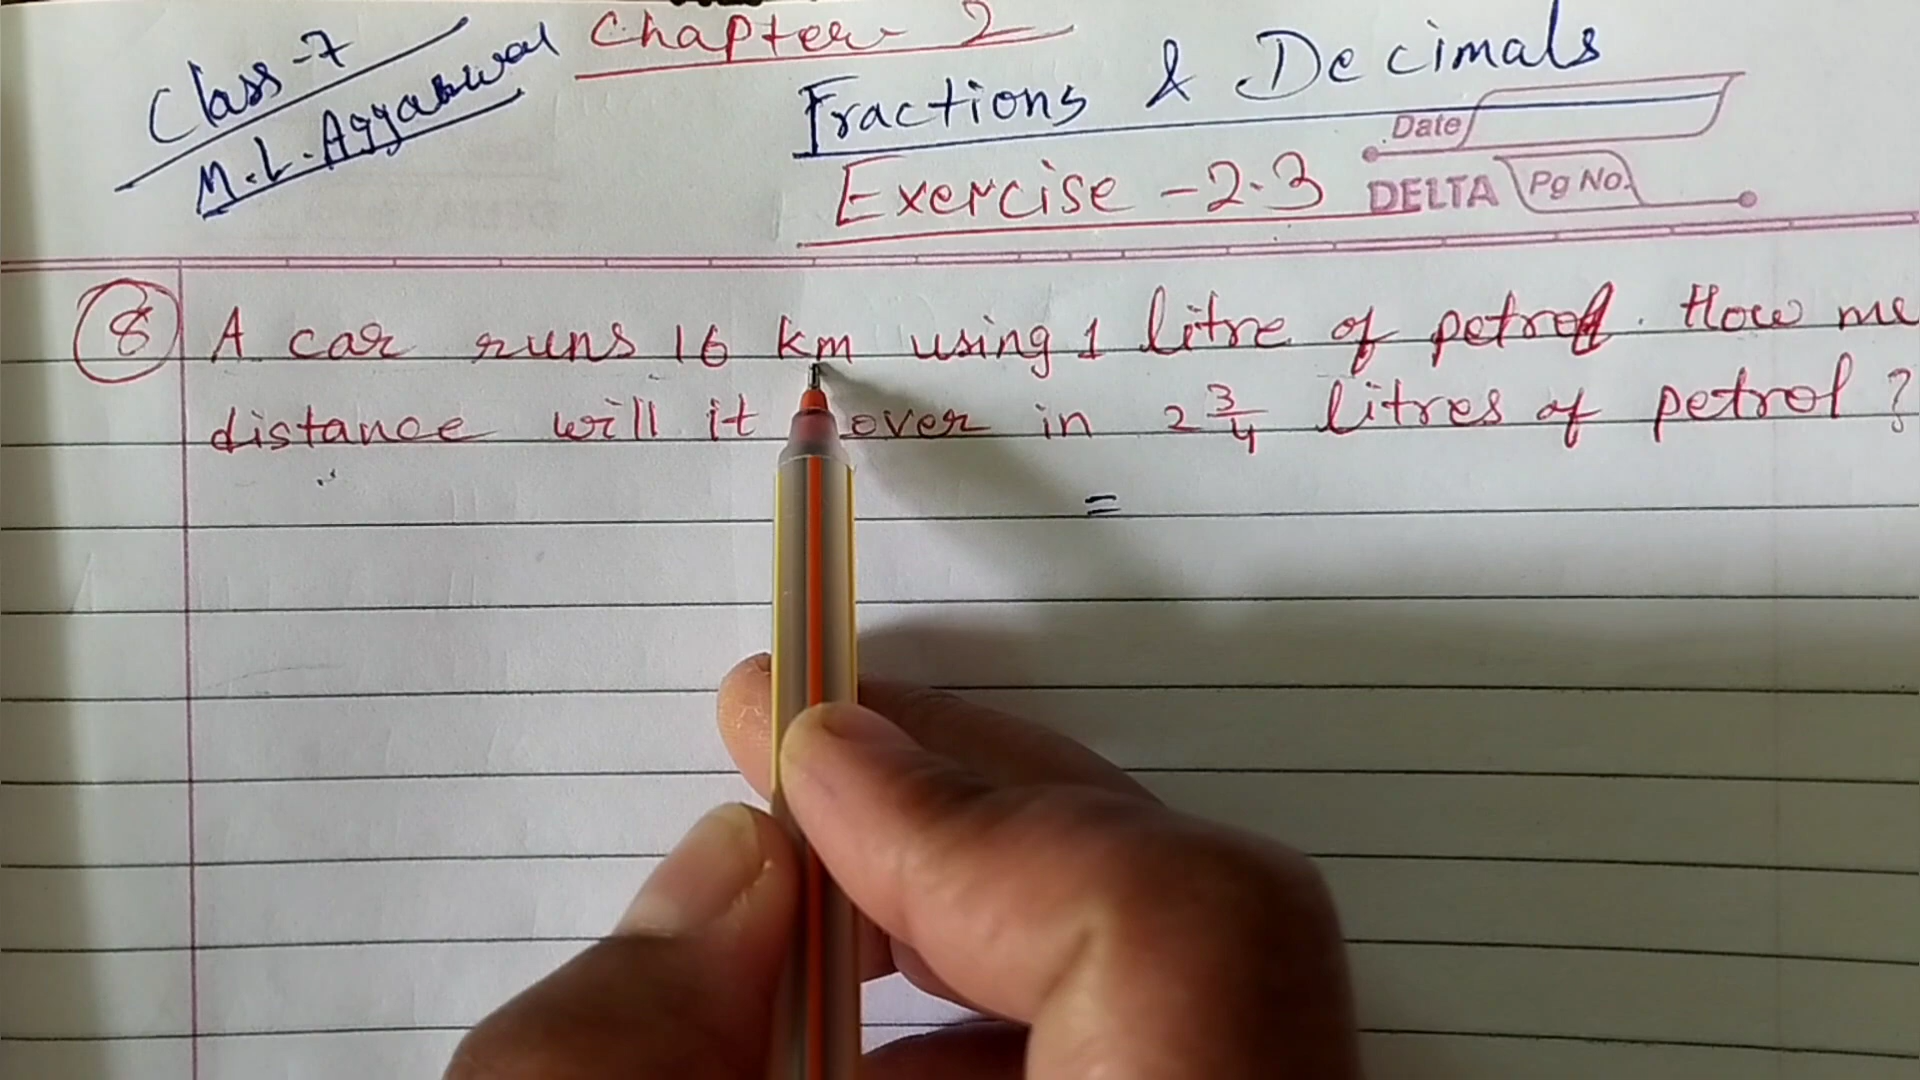 Class-7
M.L. Aggarwal
Chapter-2
Fractions & Decimals
Exercise -2.3
Date
DELTA Pg No.
8 A car runs 16 km using 1 litre of petrol. How
distance will it over in 2 3/4 litres of petrol?
=